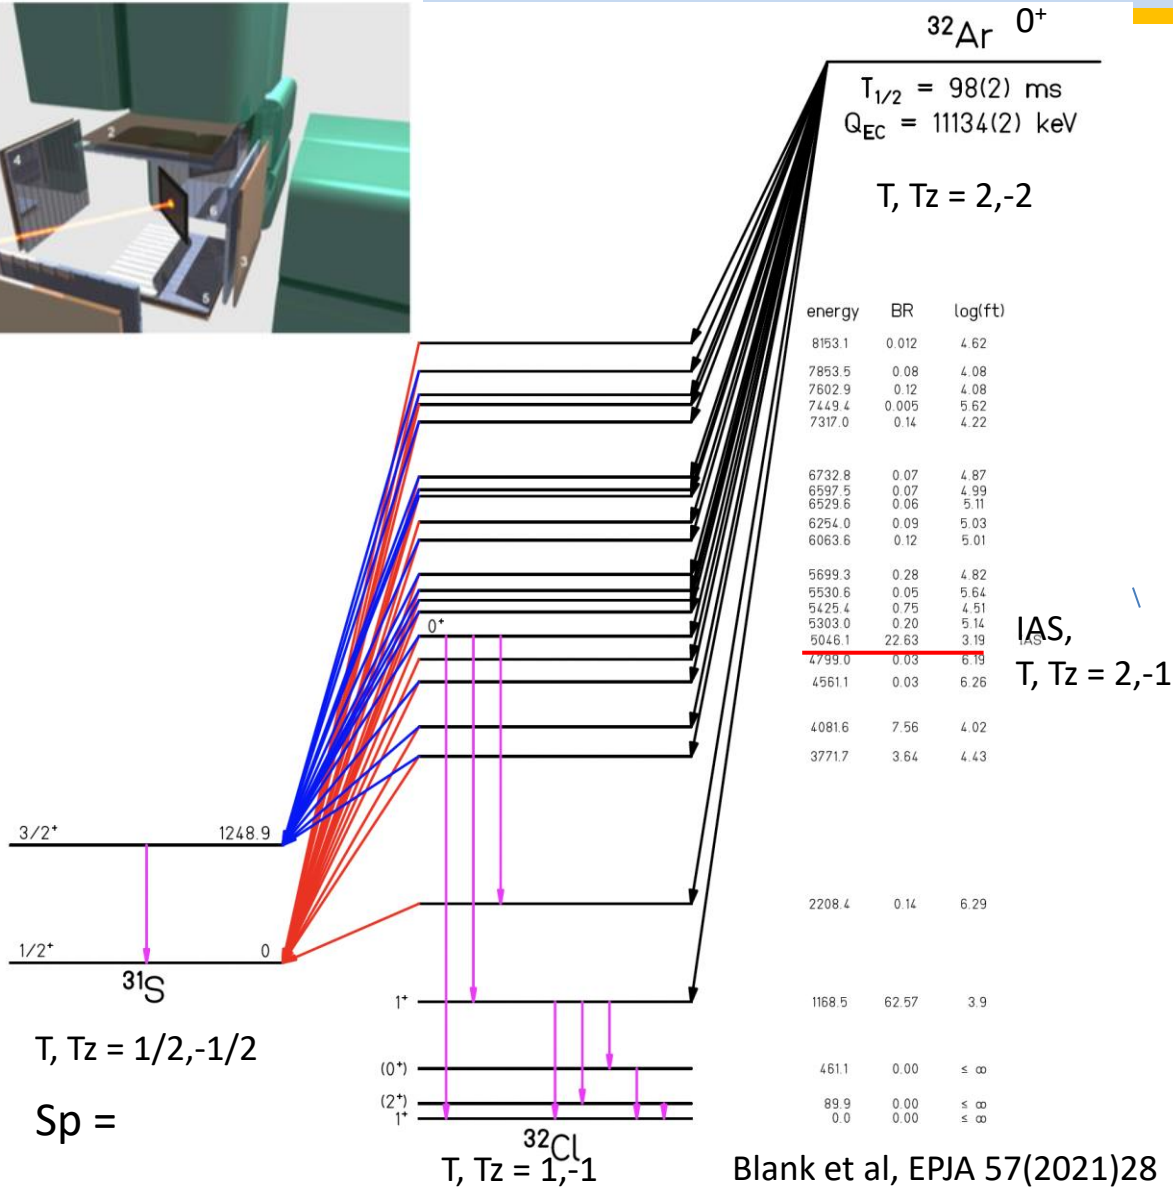 ³²Ar 0⁺
T₁/₂ = 98(2) ms
Q_EC = 11134(2) keV
T, Tz = 2,-2
2
4
6
3
5
energy BR log(ft)
8153.1 0.012 4.62
7853.5 0.08 4.08
7602.9 0.12 4.08
7449.4 0.005 5.62
7317.0 0.14 4.22
6732.8 0.07 4.87
6597.5 0.07 4.99
6529.6 0.06 5.11
6254.0 0.09 5.03
6063.6 0.12 5.01
5699.3 0.28 4.82
5530.6 0.05 5.64
5425.4 0.75 4.51
5303.0 0.20 5.14
0⁺ 5046.1 22.63 3.19 IAS
IAS,
T, Tz = 2,-1
4799.0 0.03 6.19
4561.1 0.03 6.26
4081.6 7.56 4.02
3771.7 3.64 4.43
3/2⁺ 1248.9
2208.4 0.14 6.29
1/2⁺ 0
³¹S
1⁺ 1168.5 62.57 3.9
T, Tz = 1/2,-1/2
(0⁺) 461.1 0.00 ≤ ∞
Sp =
(2⁺) 89.9 0.00 ≤ ∞
1⁺ 0.0 0.00 ≤ ∞
³²Cl
T, Tz = 1,-1
Blank et al, EPJA 57(2021)28